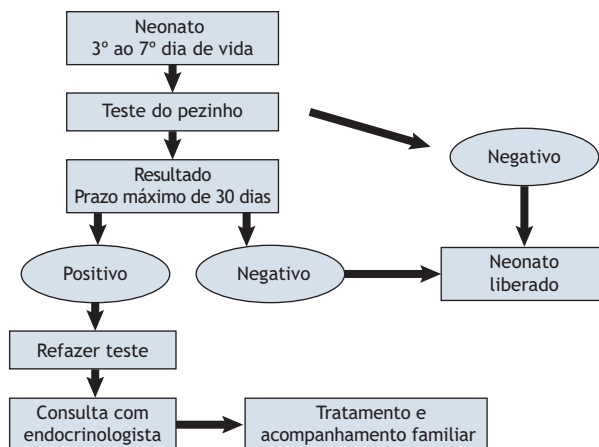 Neonato
3º ao 7º dia de vida
Teste do pezinho
Negativo
Resultado
Prazo máximo de 30 dias
Positivo
Negativo
Neonato
liberado
Refazer teste
Consulta com
endocrinologista
Tratamento e
acompanhamento familiar